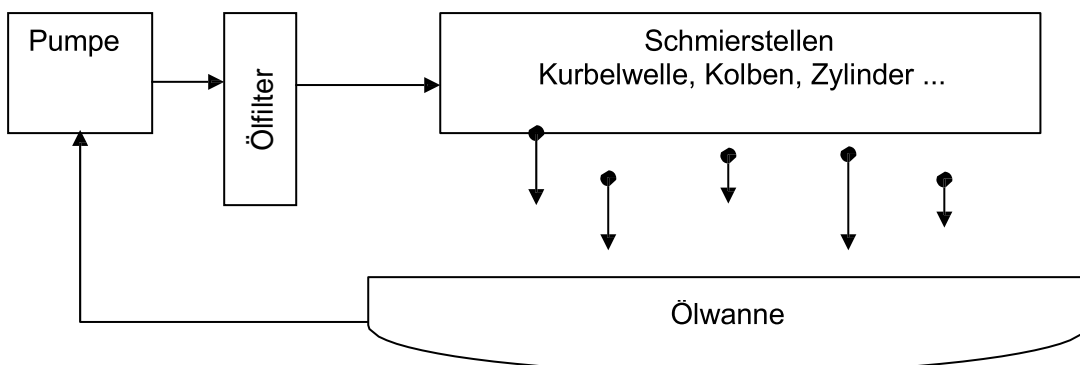 Pumpe
Ölfilter
Schmierstellen
Kurbelwelle, Kolben, Zylinder ...
Ölwanne